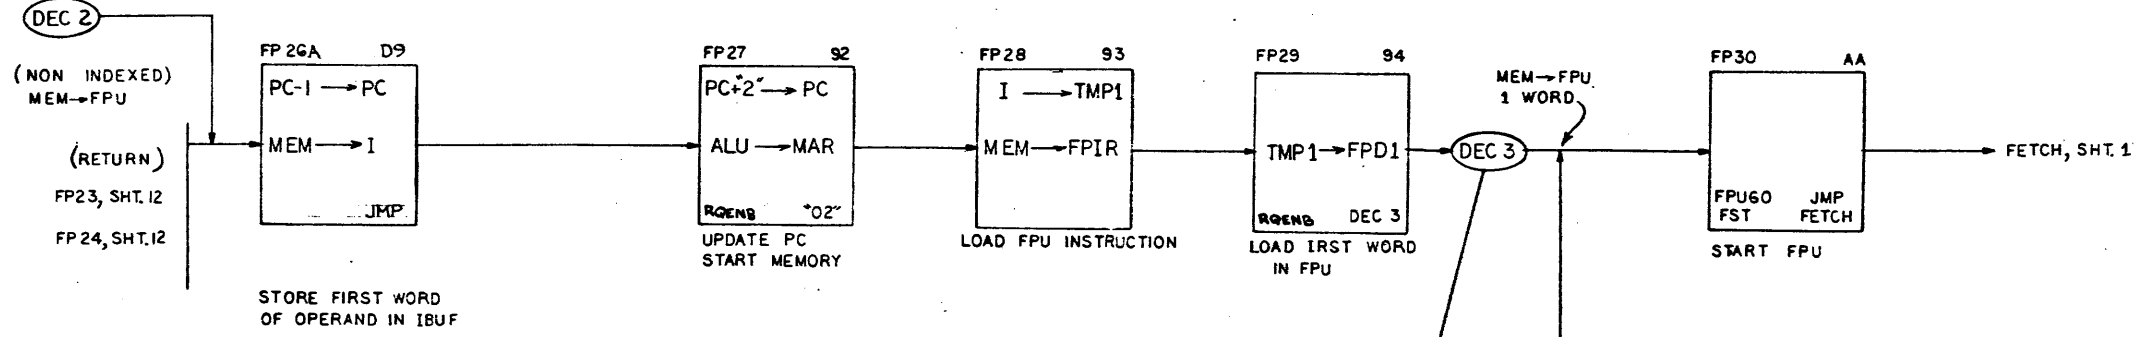 DEC 2
(NON INDEXED)
MEM→FPU
(RETURN)
FP23, SHT. 12
FP24, SHT. 12
FP26A D9
PC-1 → PC
MEM → I
JMP
STORE FIRST WORD
OF OPERAND IN IBUF
FP27 92
PC+"2" → PC
ALU → MAR
RQENB "02"
UPDATE PC
START MEMORY
FP28 93
I → TMP1
MEM → FPIR
LOAD FPU INSTRUCTION
FP29 94
TMP1 → FPD1
RQENB DEC 3
LOAD IRST WORD
IN FPU
DEC 3
MEM→FPU
1 WORD
FP30 AA
FPUGO JMP
FST FETCH
START FPU
FETCH, SHT. 1